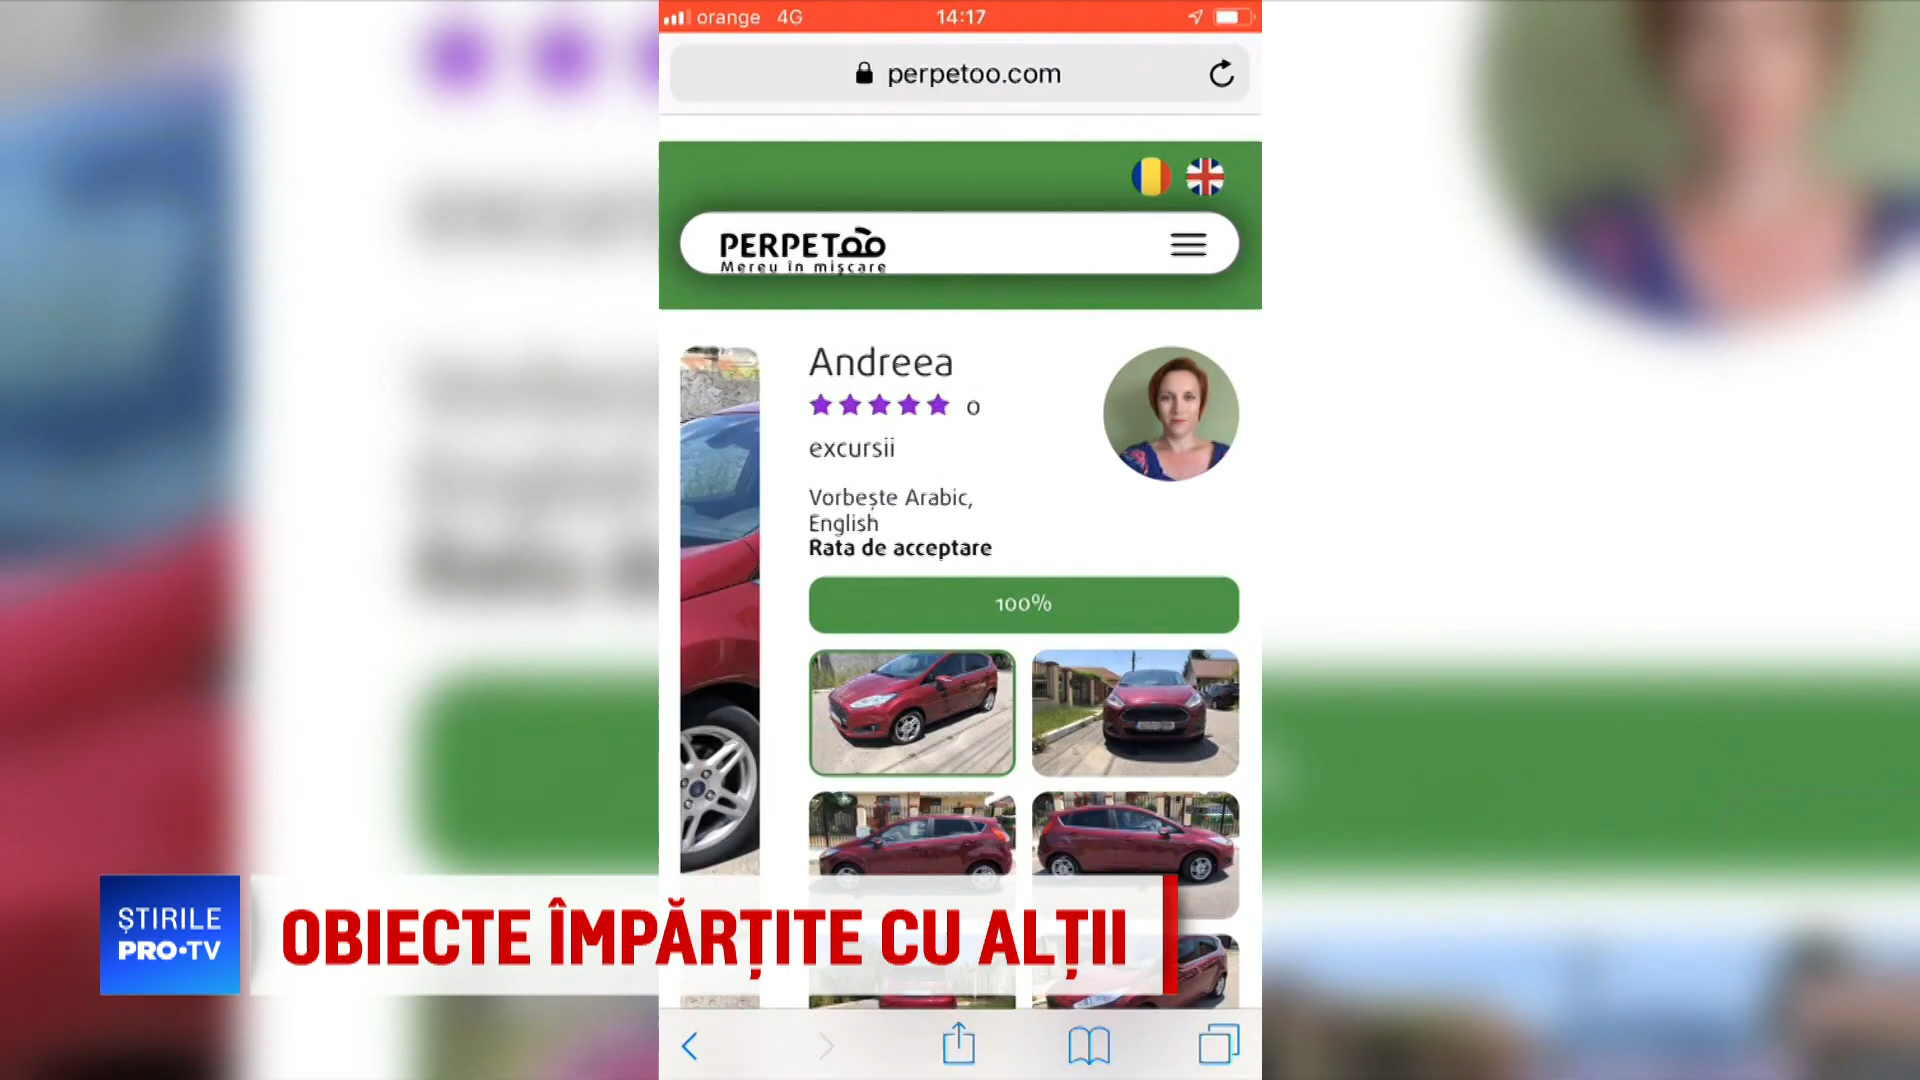 orange 4G 14:17
perpetoo.com
PERPETOO
Mereu în mișcare
Andreea
0
excursii
Vorbește Arabic,
English
Rata de acceptare
100%
ȘTIRILE
PRO•TV
OBIECTE ÎMPĂRȚITE CU ALȚII